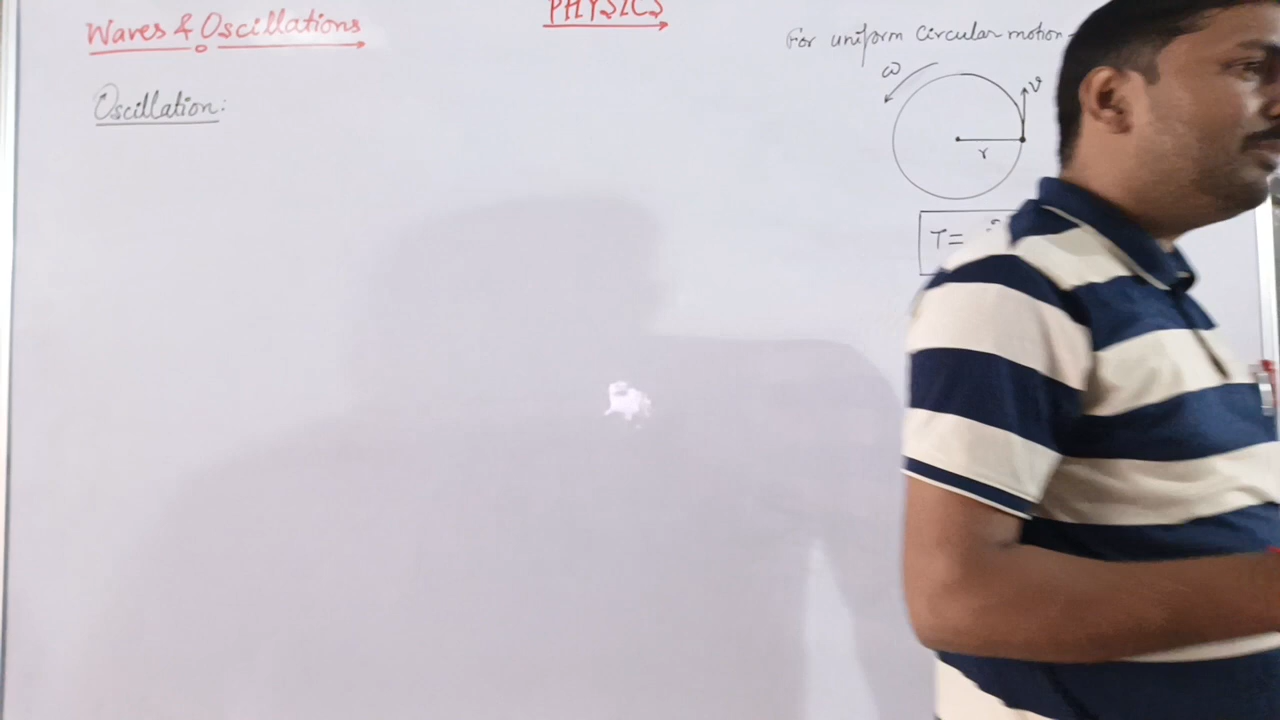 PHYSICS
Waves & Oscillations
Oscillation:
For uniform Circular motion
ω
v
r
T=